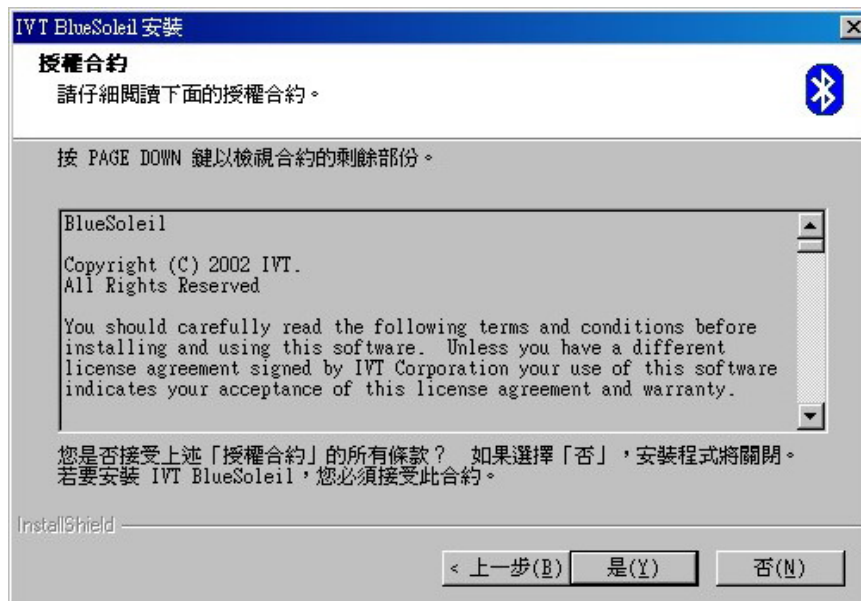 IVT BlueSoleil 安裝
授權合約
請仔細閱讀下面的授權合約。
按 PAGE DOWN 鍵以檢視合約的剩餘部份。
BlueSoleil
Copyright (C) 2002 IVT.
All Rights Reserved
You should carefully read the following terms and conditions before
installing and using this software.  Unless you have a different
license agreement signed by IVT Corporation your use of this software
indicates your acceptance of this license agreement and warranty.
您是否接受上述「授權合約」的所有條款？ 如果選擇「否」，安裝程式將關閉。
若要安裝 IVT BlueSoleil，您必須接受此合約。
InstallShield
< 上一步(B) 是(Y) 否(N)